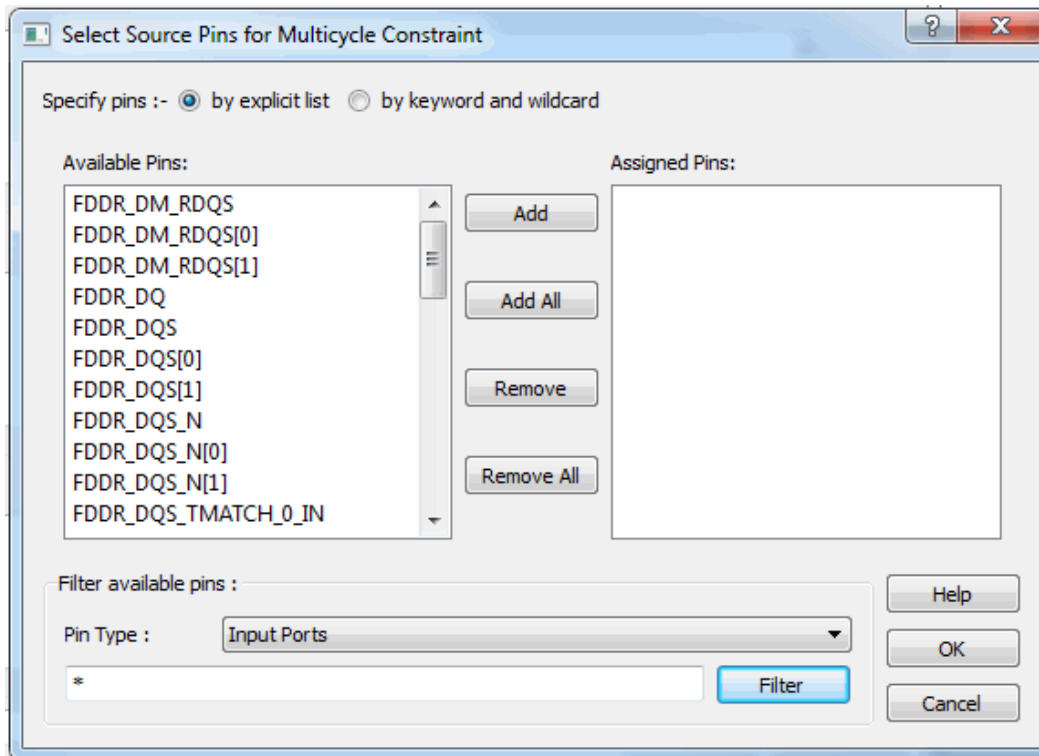 Select Source Pins for Multicycle Constraint
Specify pins :- by explicit list by keyword and wildcard
Available Pins:
Assigned Pins:
FDDR_DM_RDQS
FDDR_DM_RDQS[0]
FDDR_DM_RDQS[1]
FDDR_DQ
FDDR_DQS
FDDR_DQS[0]
FDDR_DQS[1]
FDDR_DQS_N
FDDR_DQS_N[0]
FDDR_DQS_N[1]
FDDR_DQS_TMATCH_0_IN
Add
Add All
Remove
Remove All
Filter available pins :
Pin Type : Input Ports
*
Filter
Help
OK
Cancel